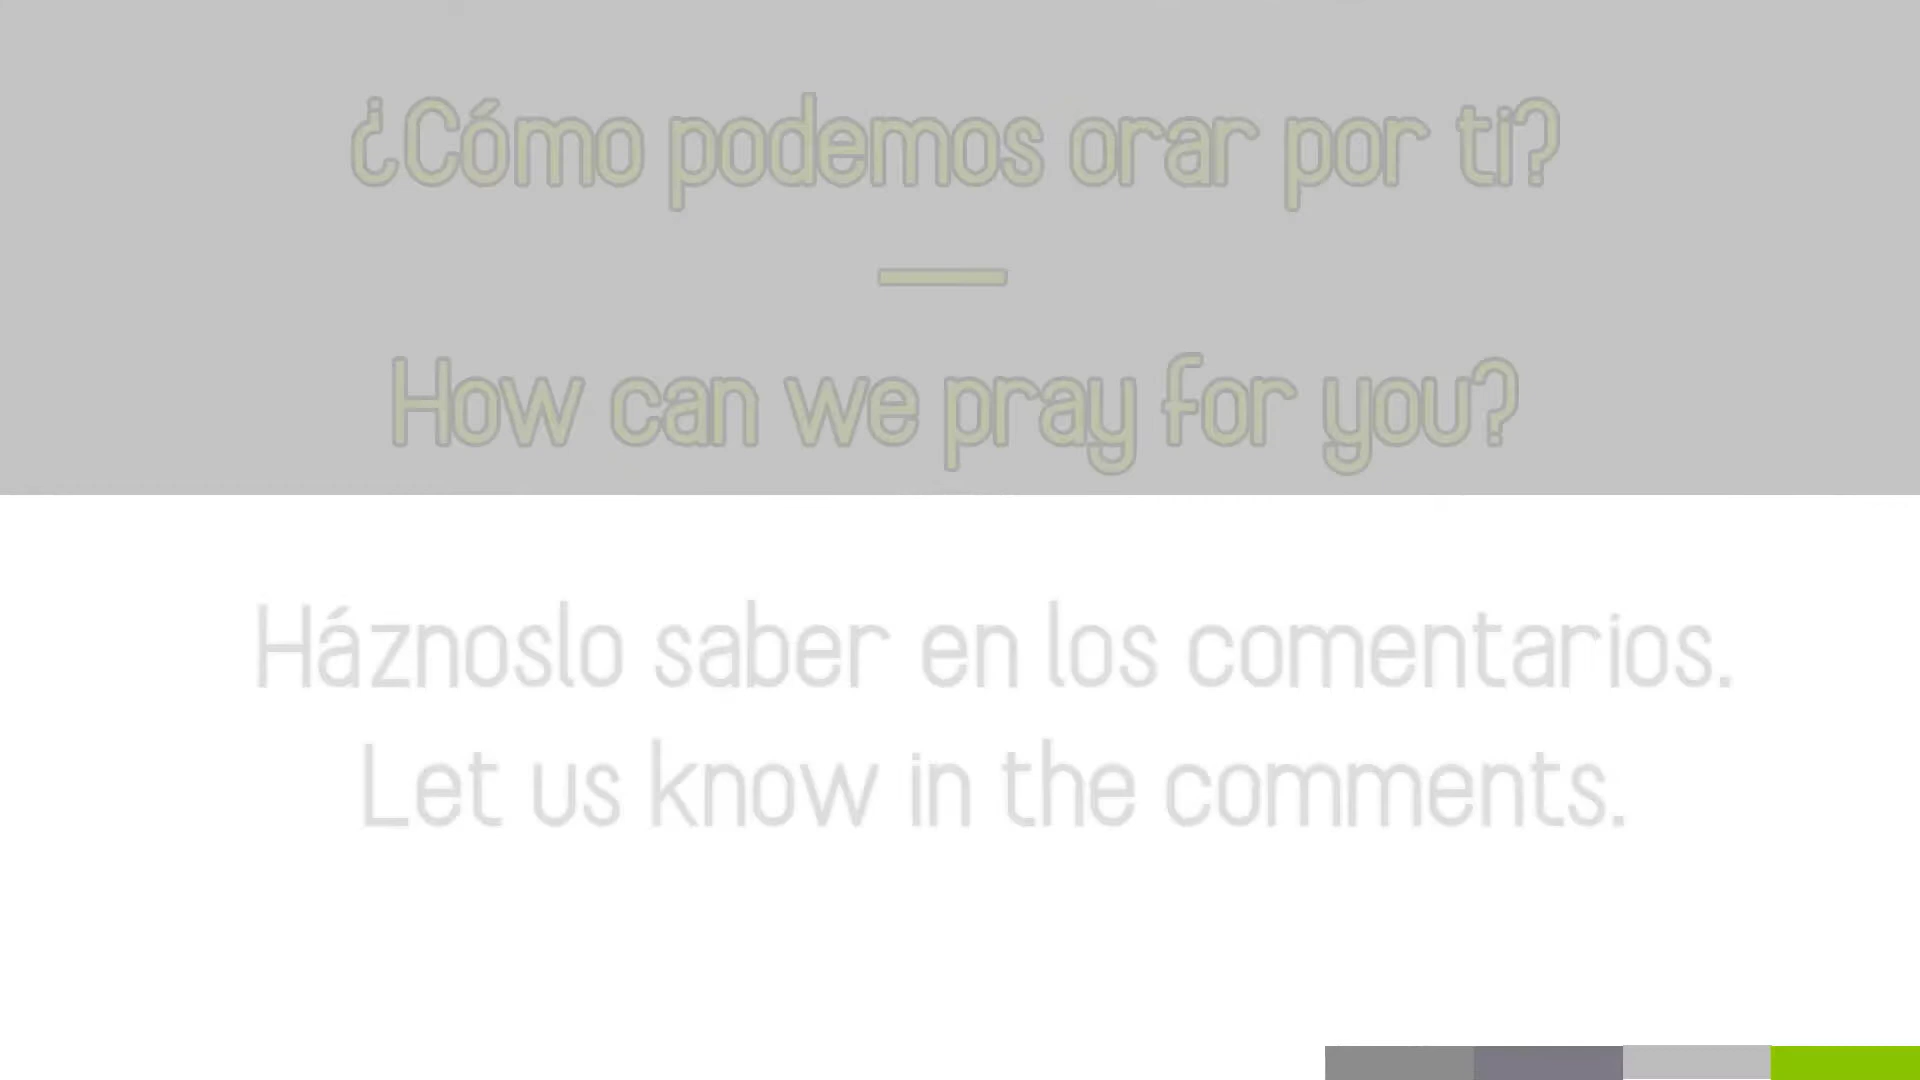 ¿Cómo podemos orar por ti?
—
How can we pray for you?
Háznoslo saber en los comentarios.
Let us know in the comments.